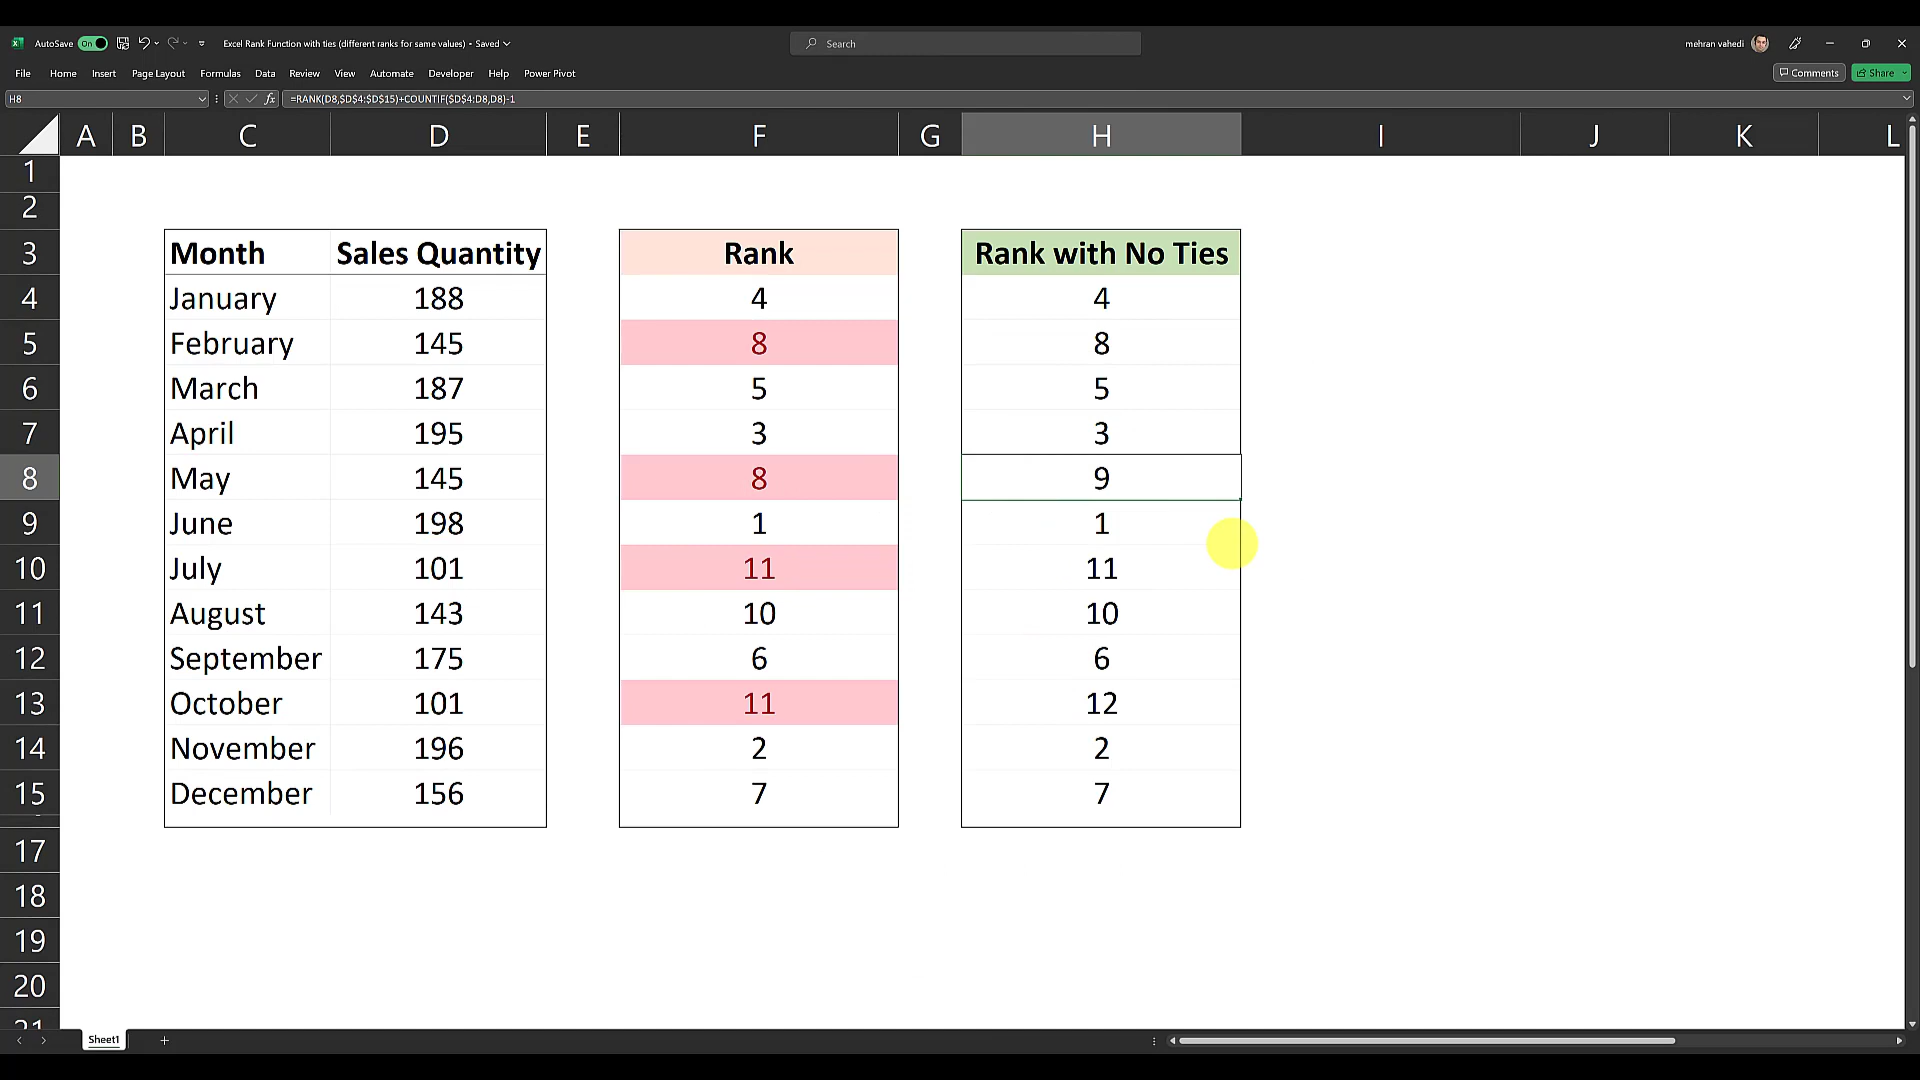 AutoSave On Excel Rank Function with ties (different ranks for same values) • Saved Search mehran vahedi
File Home Insert Page Layout Formulas Data Review View Automate Developer Help Power Pivot Comments Share
H8 fx =RANK(D8,$D$4:$D$15)+COUNTIF($D$4:D8,D8)-1
A B C D E F G H I J K L
1
2
3 Month Sales Quantity Rank Rank with No Ties
4 January 188 4 4
5 February 145 8 8
6 March 187 5 5
7 April 195 3 3
8 May 145 8 9
9 June 198 1 1
10 July 101 11 11
11 August 143 10 10
12 September 175 6 6
13 October 101 11 12
14 November 196 2 2
15 December 156 7 7
17
18
19
20
21
Sheet1